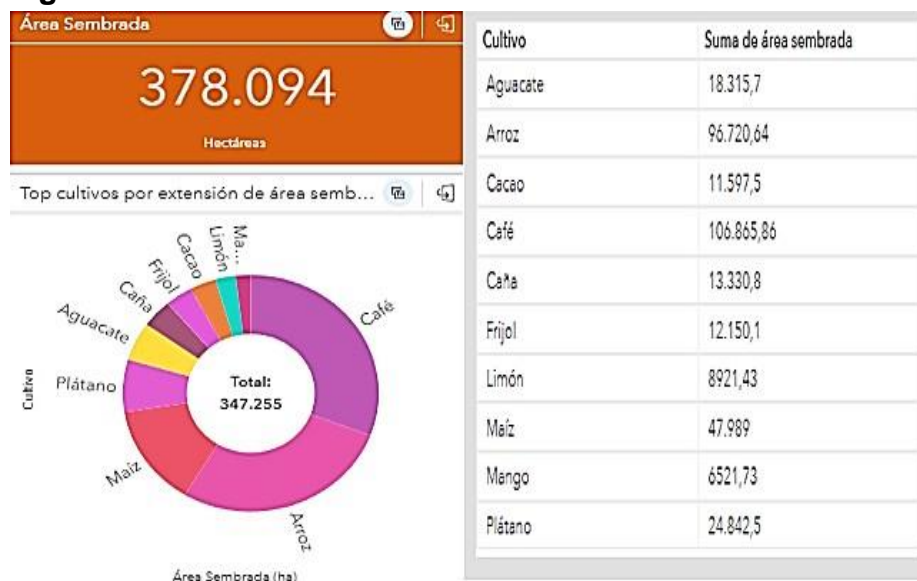 Área Sembrada
378.094
Hectáreas
Top cultivos por extensión de área semb...
Ma...
Limón
Cacao
Frijol
Caña
Aguacate
Plátano
Maíz
Arroz
Café
Total:
347.255
Cultivo
Área Sembrada (ha)
Cultivo Suma de área sembrada
Aguacate 18.315,7
Arroz 96.720,64
Cacao 11.597,5
Café 106.865,86
Caña 13.330,8
Frijol 12.150,1
Limón 8921,43
Maíz 47.989
Mango 6521,73
Plátano 24.842,5